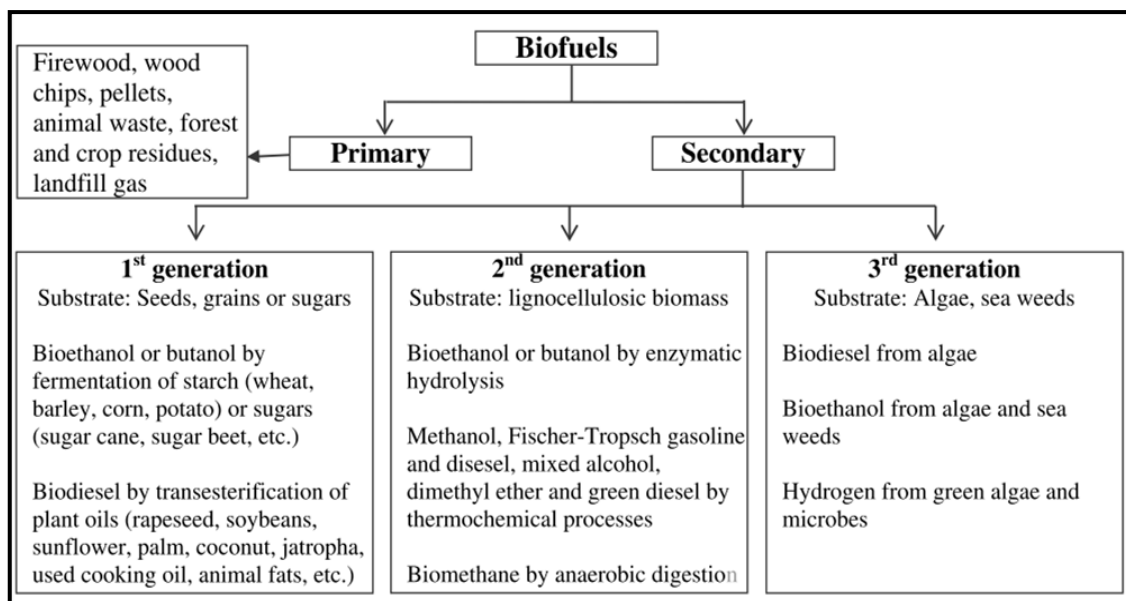 Biofuels
Firewood, wood
chips, pellets,
animal waste, forest
and crop residues,
landfill gas
Primary
Secondary
1st generation
Substrate: Seeds, grains or sugars
Bioethanol or butanol by
fermentation of starch (wheat,
barley, corn, potato) or sugars
(sugar cane, sugar beet, etc.)
Biodiesel by transesterification of
plant oils (rapeseed, soybeans,
sunflower, palm, coconut, jatropha,
used cooking oil, animal fats, etc.)
2nd generation
Substrate: lignocellulosic biomass
Bioethanol or butanol by enzymatic
hydrolysis
Methanol, Fischer-Tropsch gasoline
and disesel, mixed alcohol,
dimethyl ether and green diesel by
thermochemical processes
Biomethane by anaerobic digestion
3rd generation
Substrate: Algae, sea weeds
Biodiesel from algae
Bioethanol from algae and sea
weeds
Hydrogen from green algae and
microbes